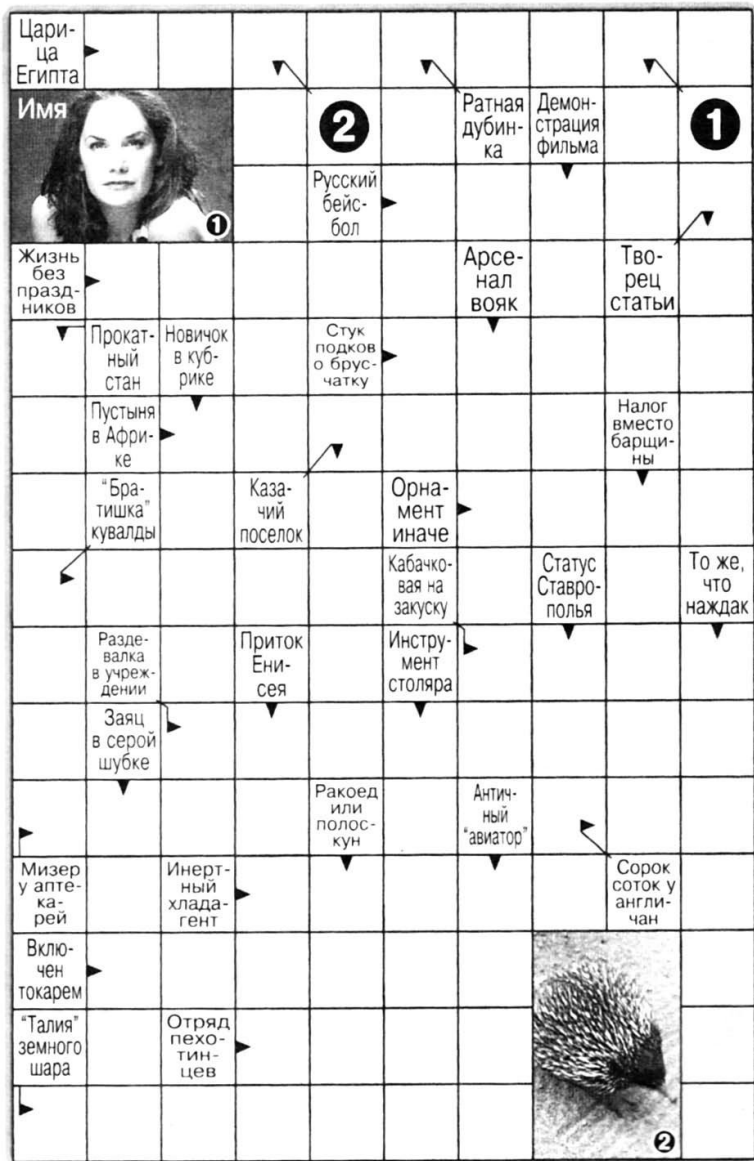 Цари-
ца
Египта
Имя
1
2
Ратная
дубин-
ка
Демон-
страция
фильма
1
Русский
бейс-
бол
Жизнь
без
празд-
ников
Арсе-
нал
вояк
Тво-
рец
статьи
Прокат-
ный
стан
Новичок
в куб-
рике
Стук
подков
о брус-
чатку
Пустыня
в Афри-
ке
Налог
вместо
барщи-
ны
"Бра-
тишка"
кувалды
Каза-
чий
поселок
Орна-
мент
иначе
Кабачко-
вая на
закуску
Статус
Ставро-
полья
То же,
что
наждак
Разде-
валка
в учреж-
дении
Приток
Ени-
сея
Инстру-
мент
столяра
Заяц
в серой
шубке
Ракоед
или
полос-
кун
Антич-
ный
"авиатор"
Мизер
у апте-
ка-
рей
Инерт-
ный
хлада-
гент
Сорок
соток у
англи-
чан
Вклю-
чен
токарем
"Талия"
земного
шара
Отряд
пехо-
тин-
цев
2